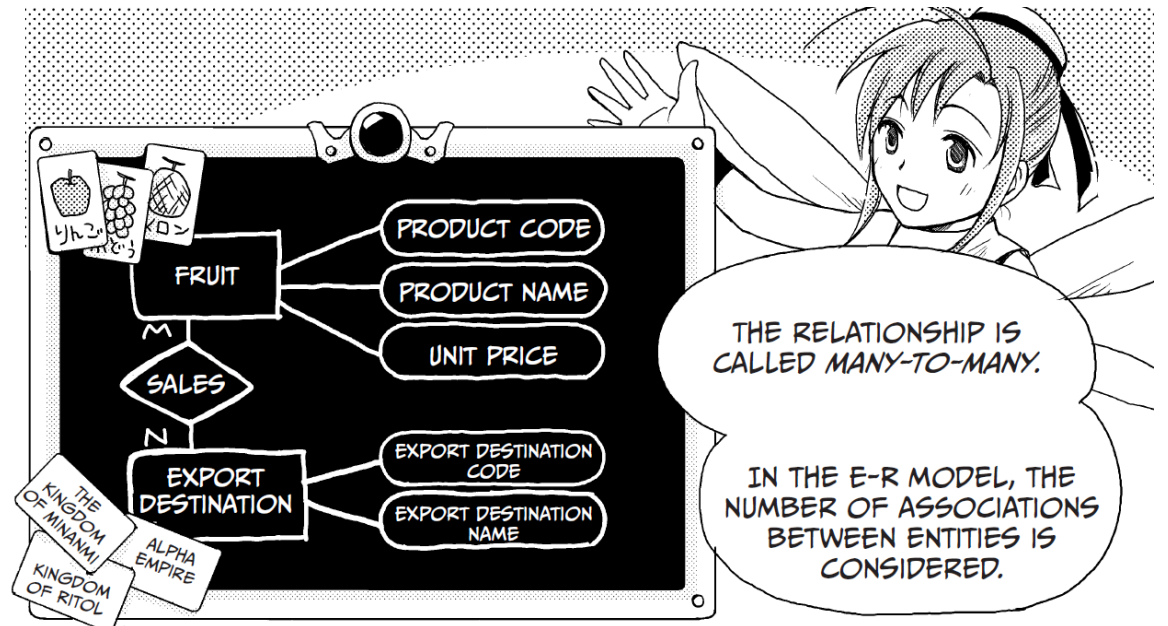 りんご
ぶどう
メロン
FRUIT
PRODUCT CODE
PRODUCT NAME
UNIT PRICE
M
SALES
N
EXPORT
DESTINATION
EXPORT DESTINATION
CODE
EXPORT DESTINATION
NAME
THE
KINGDOM
OF MINANMI
ALPHA
EMPIRE
KINGDOM
OF RITOL
THE RELATIONSHIP IS
CALLED MANY-TO-MANY.
IN THE E-R MODEL, THE
NUMBER OF ASSOCIATIONS
BETWEEN ENTITIES IS
CONSIDERED.